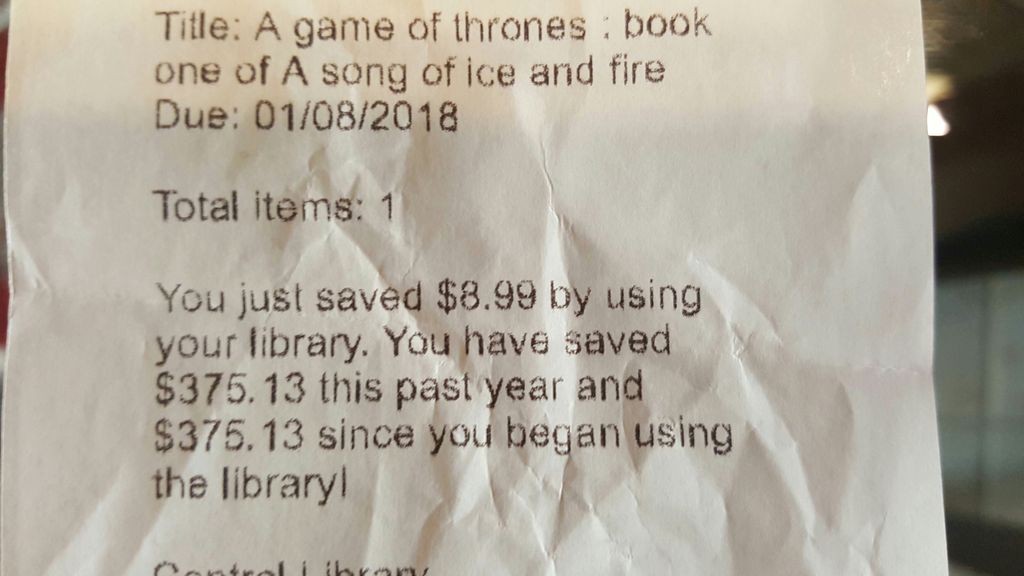 Title: A game of thrones : book
one of A song of ice and fire
Due: 01/08/2018
Total items: 1
You just saved $8.99 by using
your library. You have saved
$375.13 this past year and
$375.13 since you began using
the library!
Central Library